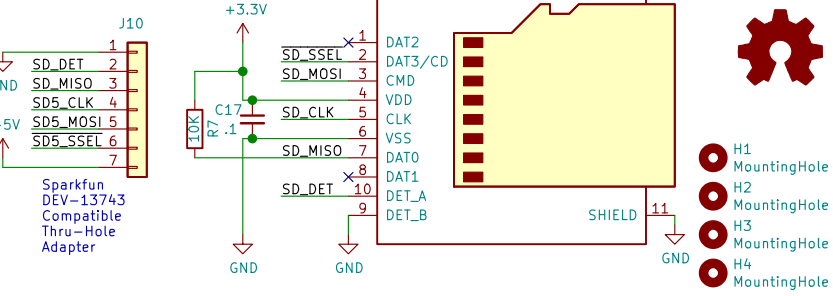 J10
1
SD_DET 2
SD_MISO 3
SD5_CLK 4
SD5_MOSI 5
SD5_SSEL 6
7
ND
-5V
Sparkfun
DEV-13743
Compatible
Thru-Hole
Adapter
+3.3V
10K
R7
C17
.1
GND
1 DAT2
SD_SSEL 2 DAT3/CD
SD_MOSI 3 CMD
4 VDD
SD_CLK 5 CLK
6 VSS
SD_MISO 7 DAT0
8 DAT1
SD_DET 10 DET_A
9 DET_B
GND
SHIELD 11
GND
H1
MountingHole
H2
MountingHole
H3
MountingHole
H4
MountingHole